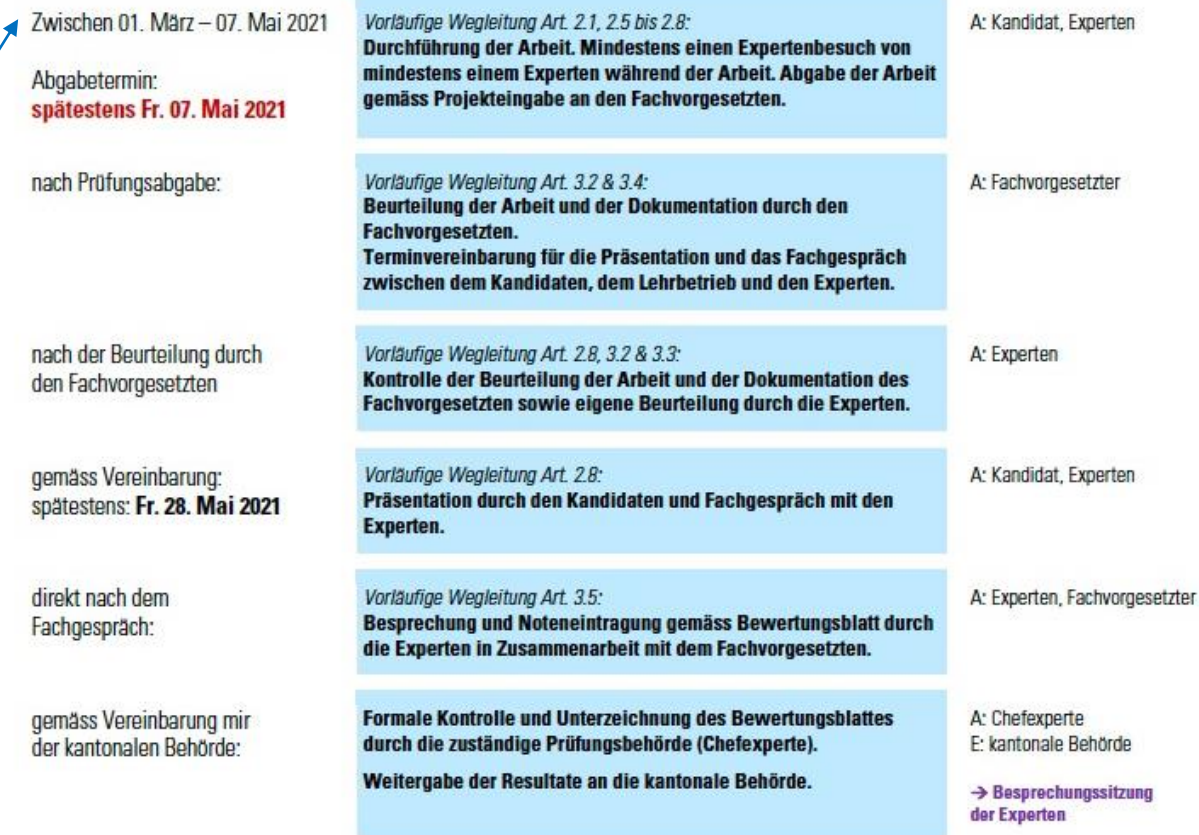 Zwischen 01. März – 07. Mai 2021
Abgabetermin:
spätestens Fr. 07. Mai 2021
Vorläufige Wegleitung Art. 2.1, 2.5 bis 2.8:
Durchführung der Arbeit. Mindestens einen Expertenbesuch von
mindestens einem Experten während der Arbeit. Abgabe der Arbeit
gemäss Projekteingabe an den Fachvorgesetzten.
A: Kandidat, Experten
nach Prüfungsabgabe:
Vorläufige Wegleitung Art. 3.2 & 3.4:
Beurteilung der Arbeit und der Dokumentation durch den
Fachvorgesetzten.
Terminvereinbarung für die Präsentation und das Fachgespräch
zwischen dem Kandidaten, dem Lehrbetrieb und den Experten.
A: Fachvorgesetzter
nach der Beurteilung durch
den Fachvorgesetzten
Vorläufige Wegleitung Art. 2.8, 3.2 & 3.3:
Kontrolle der Beurteilung der Arbeit und der Dokumentation des
Fachvorgesetzten sowie eigene Beurteilung durch die Experten.
A: Experten
gemäss Vereinbarung:
spätestens: Fr. 28. Mai 2021
Vorläufige Wegleitung Art. 2.8:
Präsentation durch den Kandidaten und Fachgespräch mit den
Experten.
A: Kandidat, Experten
direkt nach dem
Fachgespräch:
Vorläufige Wegleitung Art. 3.5:
Besprechung und Noteneintragung gemäss Bewertungsblatt durch
die Experten in Zusammenarbeit mit dem Fachvorgesetzten.
A: Experten, Fachvorgesetzter
gemäss Vereinbarung mir
der kantonalen Behörde:
Formale Kontrolle und Unterzeichnung des Bewertungsblattes
durch die zuständige Prüfungsbehörde (Chefexperte).
Weitergabe der Resultate an die kantonale Behörde.
A: Chefexperte
E: kantonale Behörde
→ Besprechungssitzung
der Experten